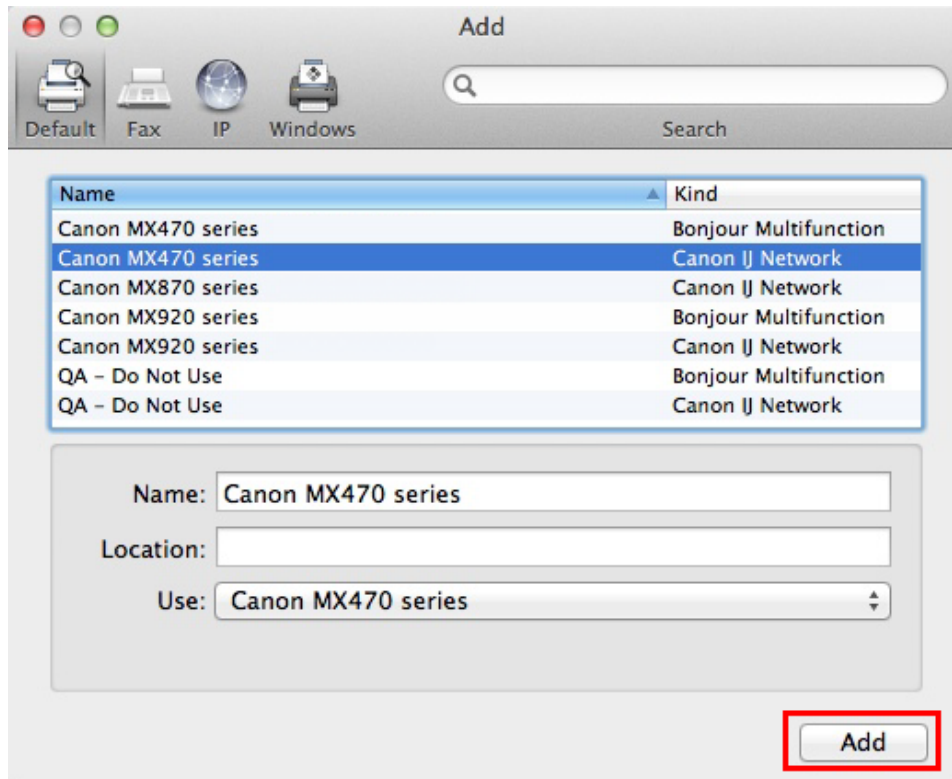 Add
Default Fax IP Windows Search
Name Kind
Canon MX470 series Bonjour Multifunction
Canon MX470 series Canon IJ Network
Canon MX870 series Canon IJ Network
Canon MX920 series Bonjour Multifunction
Canon MX920 series Canon IJ Network
QA – Do Not Use Bonjour Multifunction
QA – Do Not Use Canon IJ Network
Name: Canon MX470 series
Location:
Use: Canon MX470 series
Add